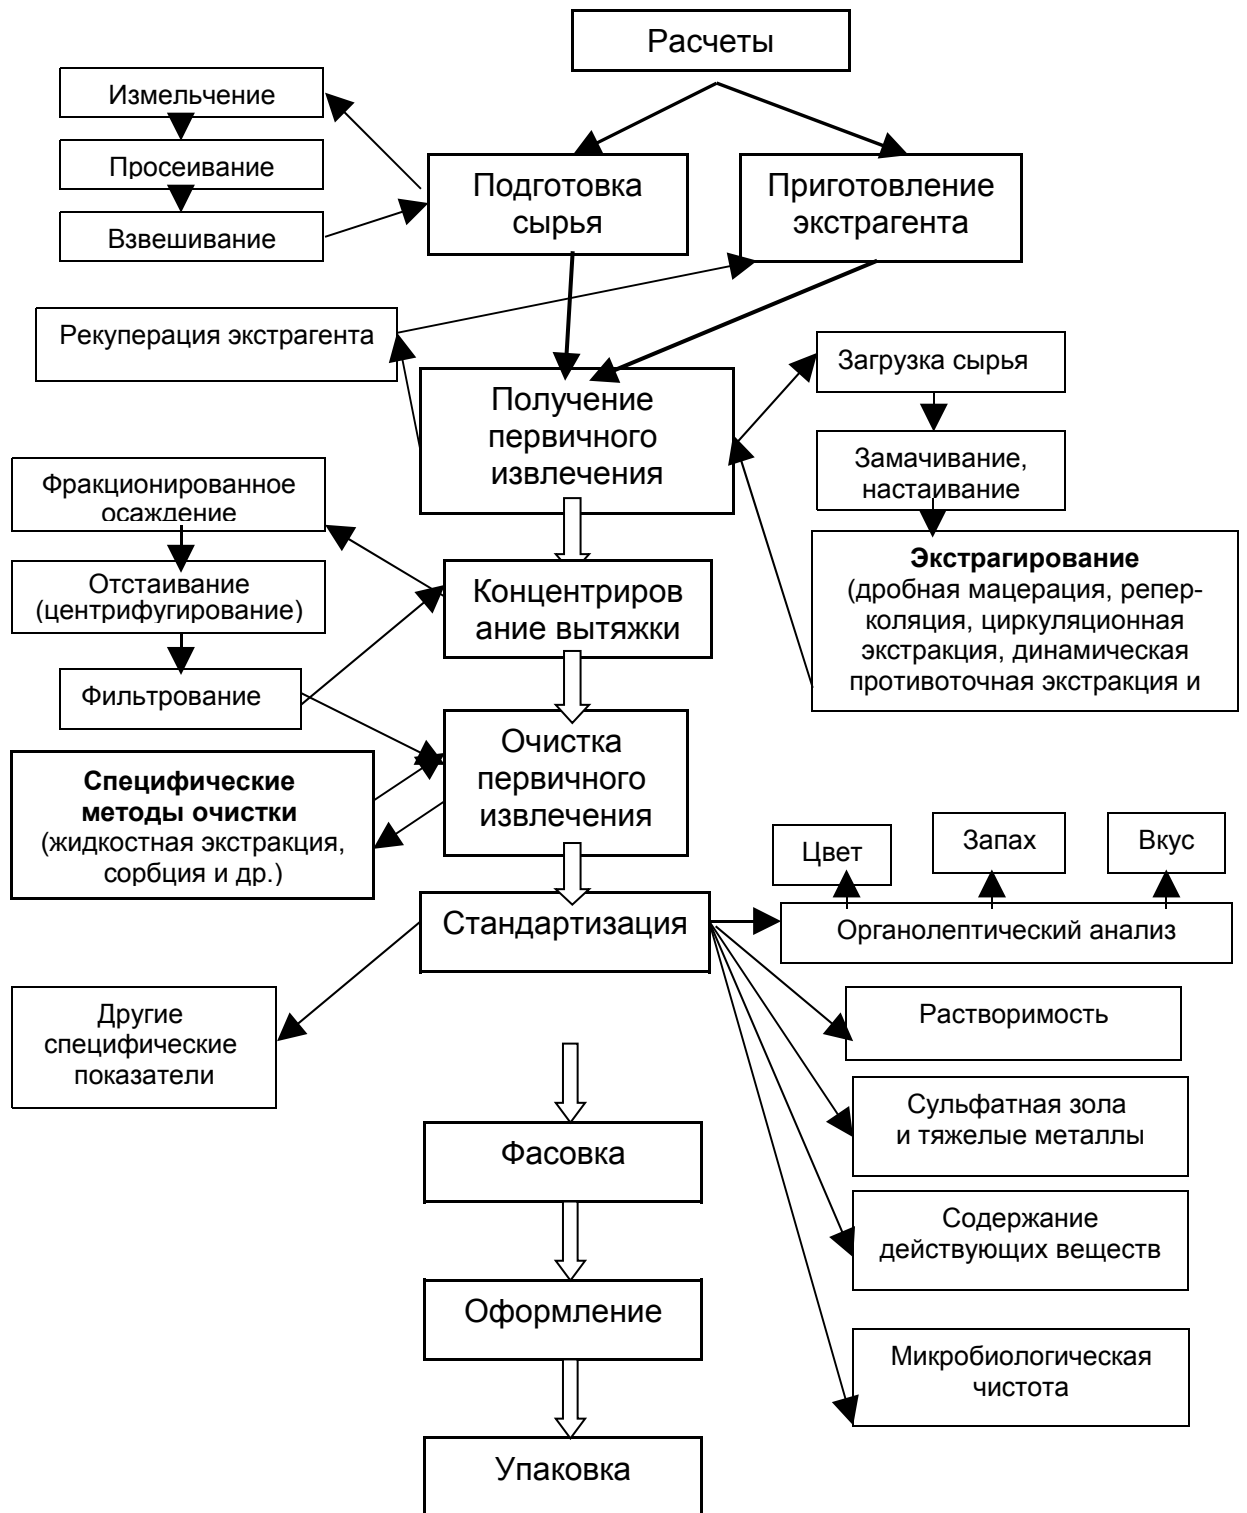 Расчеты
Измельчение
Просеивание
Взвешивание
Подготовка
сырья
Приготовление
экстрагента
Рекуперация экстрагента
Получение
первичного
извлечения
Загрузка сырья
Замачивание,
настаивание
Экстрагирование
(дробная мацерация, репер-
коляция, циркуляционная
экстракция, динамическая
противоточная экстракция и
Фракционированное
осаждение
Отстаивание
(центрифугирование)
Фильтрование
Концентриров
ание вытяжки
Очистка
первичного
извлечения
Специфические
методы очистки
(жидкостная экстракция,
сорбция и др.)
Цвет
Запах
Вкус
Стандартизация
Органолептический анализ
Другие
специфические
показатели
Растворимость
Сульфатная зола
и тяжелые металлы
Содержание
действующих веществ
Микробиологическая
чистота
Фасовка
Оформление
Упаковка